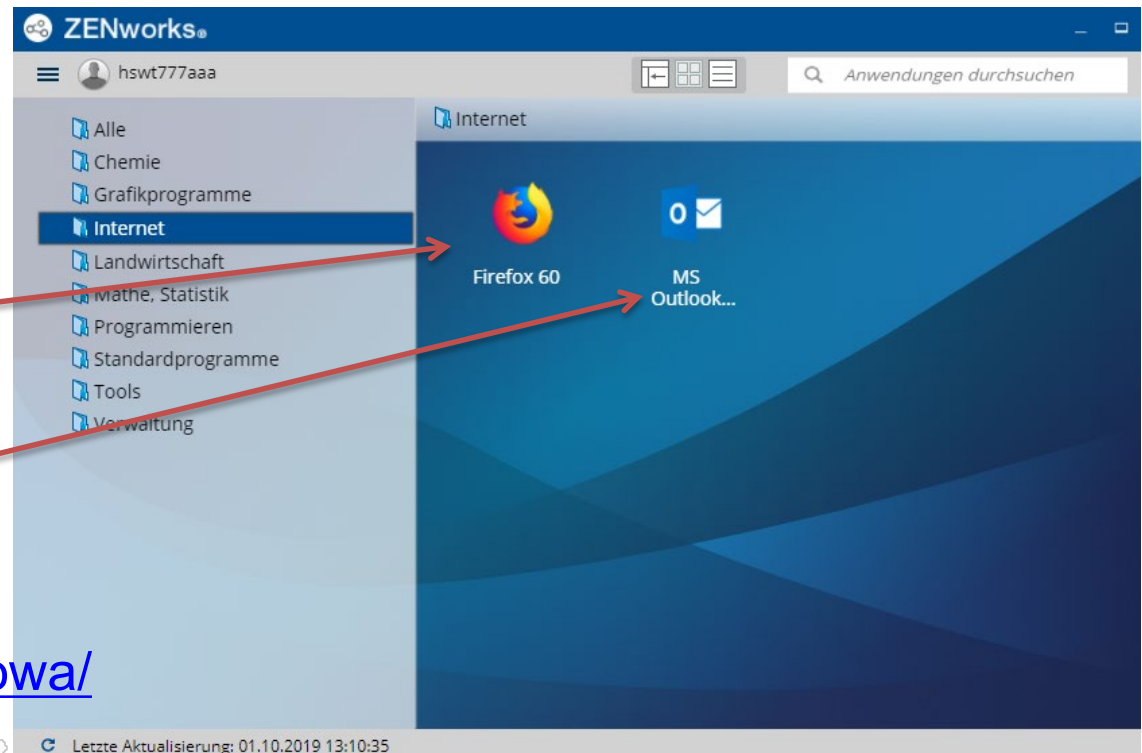 ZENworks®
hswt777aaa
Anwendungen durchsuchen
Alle
Chemie
Grafikprogramme
Internet
Landwirtschaft
Mathe, Statistik
Programmieren
Standardprogramme
Tools
Verwaltung
Internet
Firefox 60
MS
Outlook...
owa/
Letzte Aktualisierung: 01.10.2019 13:10:35